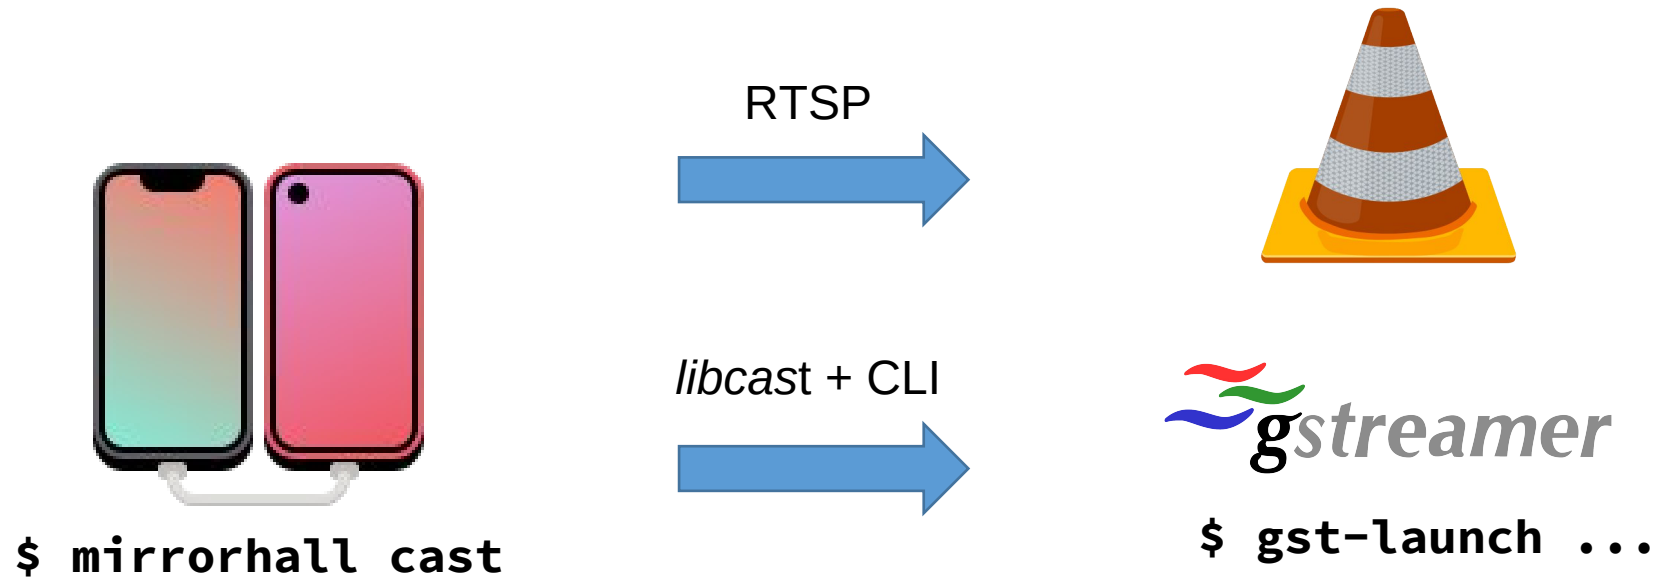 RTSP
libcast + CLI
gstreamer
$ mirrorhall cast
$ gst-launch ...